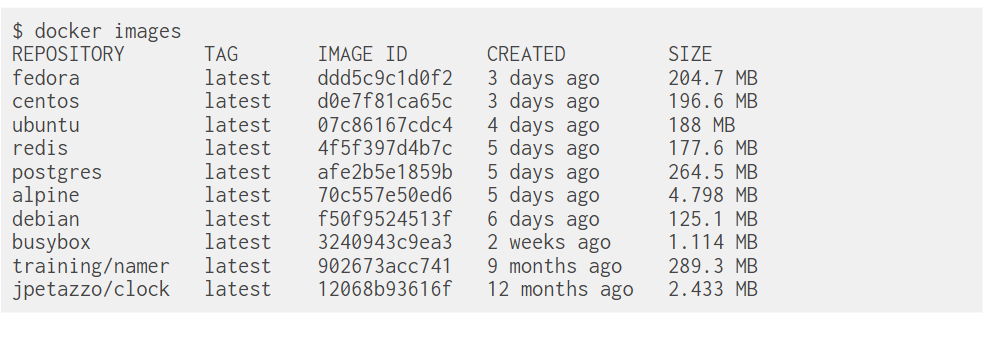 $ docker images
REPOSITORY TAG IMAGE ID CREATED SIZE
fedora latest ddd5c9c1d0f2 3 days ago 204.7 MB
centos latest d0e7f81ca65c 3 days ago 196.6 MB
ubuntu latest 07c86167cdc4 4 days ago 188 MB
redis latest 4f5f397d4b7c 5 days ago 177.6 MB
postgres latest afe2b5e1859b 5 days ago 264.5 MB
alpine latest 70c557e50ed6 5 days ago 4.798 MB
debian latest f50f9524513f 6 days ago 125.1 MB
busybox latest 3240943c9ea3 2 weeks ago 1.114 MB
training/namer latest 902673acc741 9 months ago 289.3 MB
jpetazzo/clock latest 12068b93616f 12 months ago 2.433 MB